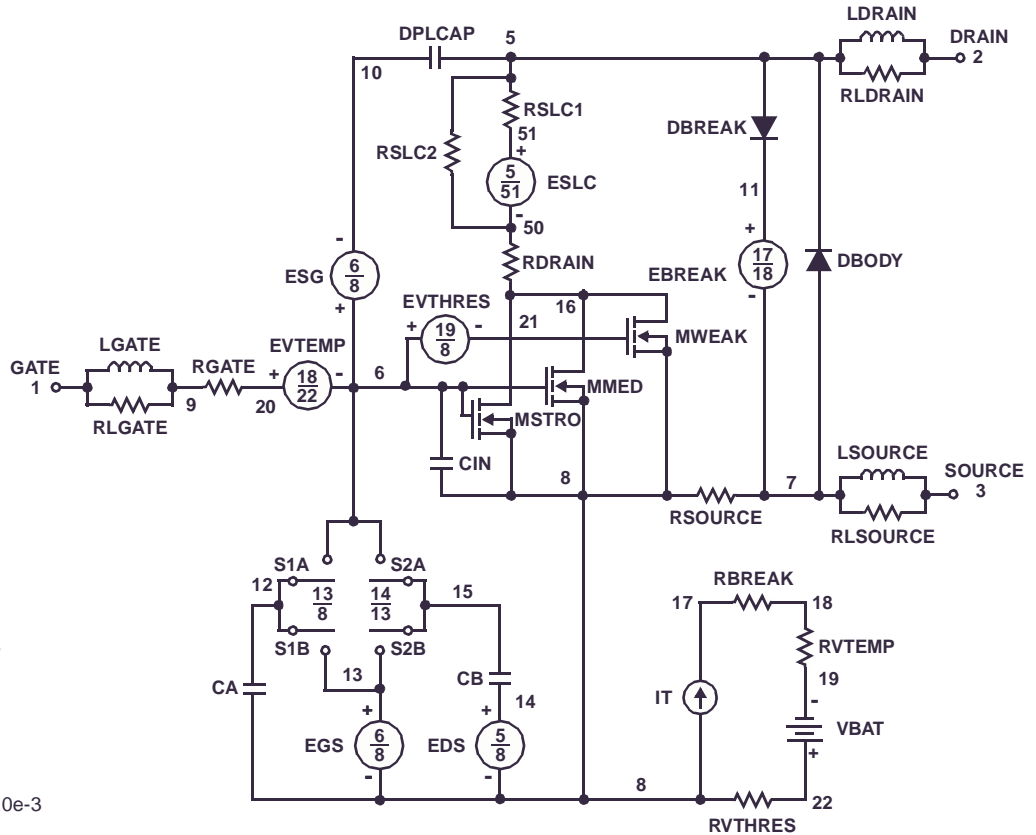 LDRAIN
DPLCAP
5
DRAIN
2
10
RSLC1
RLDRAIN
51
DBREAK
+
RSLC2
5
51
ESLC
11
-
50
-
+
17
18
RDRAIN
DBODY
ESG
6
8
EBREAK
+
EVTHRES
16
-
+
19
8
-
21
MWEAK
LGATE
EVTEMP
GATE
1
RGATE
+
18
22
-
6
MMED
9
20
MSTRO
RLGATE
LSOURCE
CIN
8
7
SOURCE
3
RSOURCE
RLSOURCE
S1A
S2A
12
13
8
14
13
15
RBREAK
17
18
S1B
S2B
RVTEMP
13
CB
19
CA
14
IT
-
+
+
VBAT
EGS
6
8
EDS
5
8
+
-
-
8
22
0e-3
RVTHRES